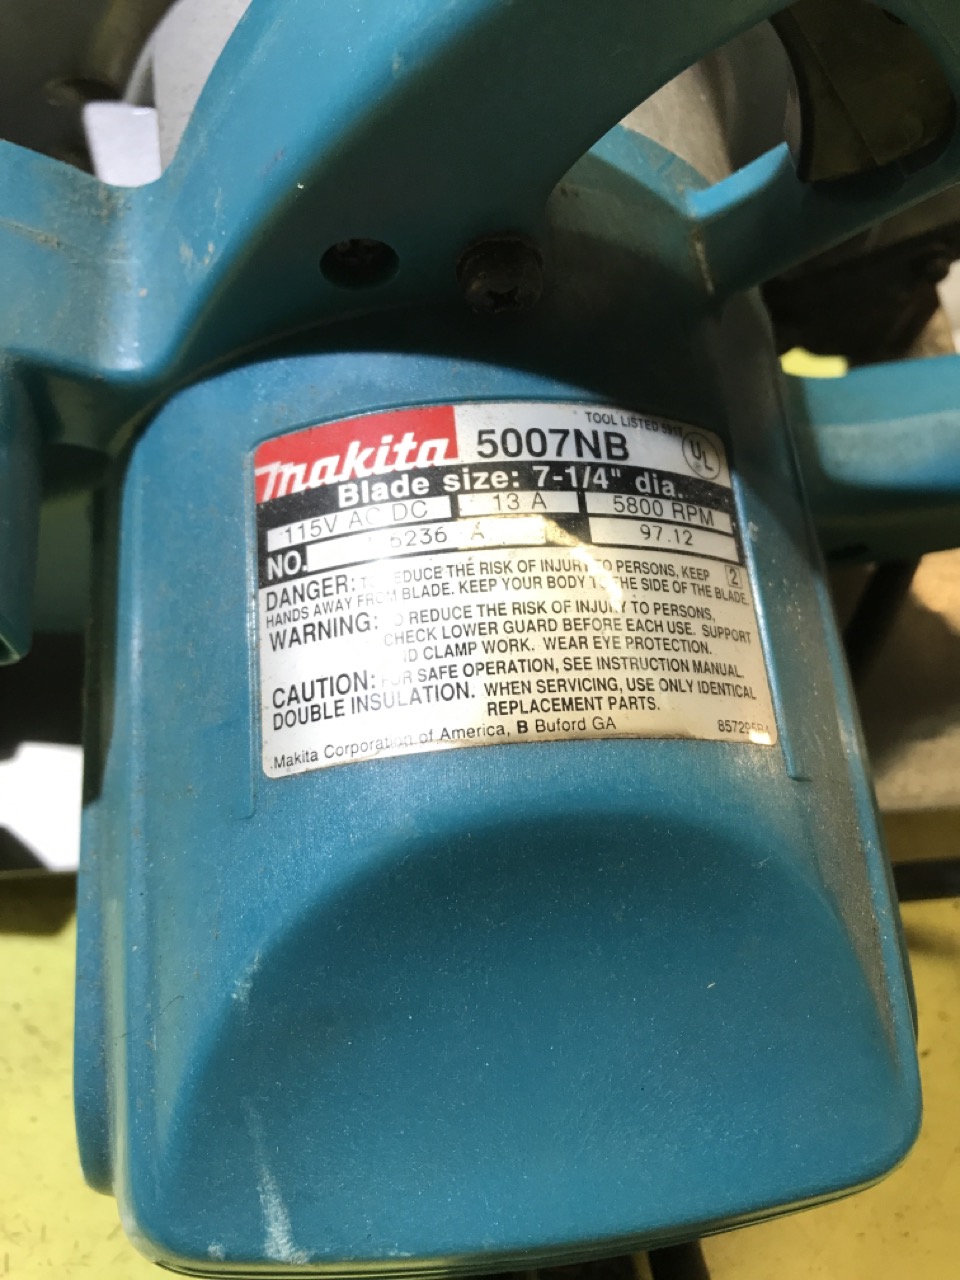 TOOL LISTED
makita 5007NB UL
Blade size: 7-1/4" dia.
115V AC DC 13 A 5800 RPM
NO. 5236 A 97.12
DANGER: REDUCE THE RISK OF INJURY TO PERSONS, KEEP 2
HANDS AWAY FROM BLADE. KEEP YOUR BODY TO THE SIDE OF THE BLADE.
WARNING: TO REDUCE THE RISK OF INJURY TO PERSONS,
CHECK LOWER GUARD BEFORE EACH USE. SUPPORT
AND CLAMP WORK. WEAR EYE PROTECTION.
CAUTION: FOR SAFE OPERATION, SEE INSTRUCTION MANUAL.
DOUBLE INSULATION. WHEN SERVICING, USE ONLY IDENTICAL
REPLACEMENT PARTS.
Makita Corporation of America, B Buford GA